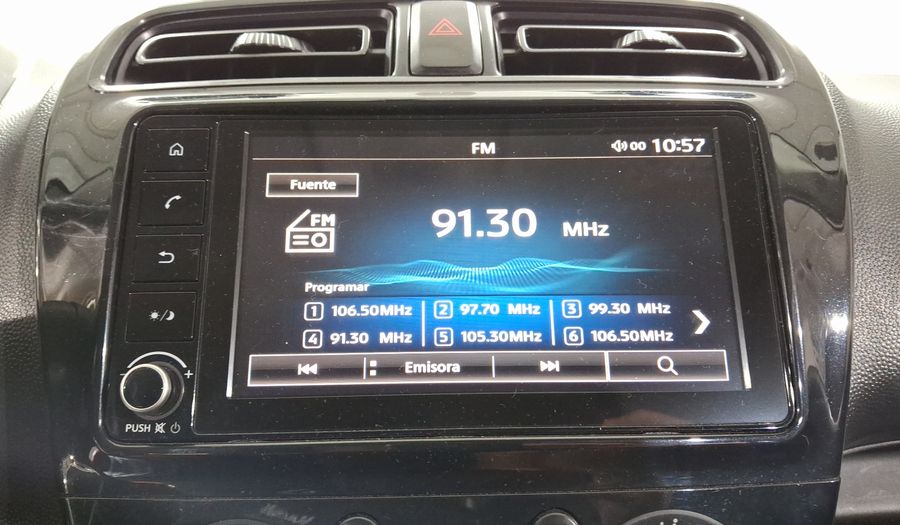 FM 00 10:57
Fuente
FM
91.30 MHz
Programar
1 106.50MHz 2 97.70 MHz 3 99.30 MHz
4 91.30 MHz 5 105.30MHz 6 106.50MHz
Emisora
- +
PUSH